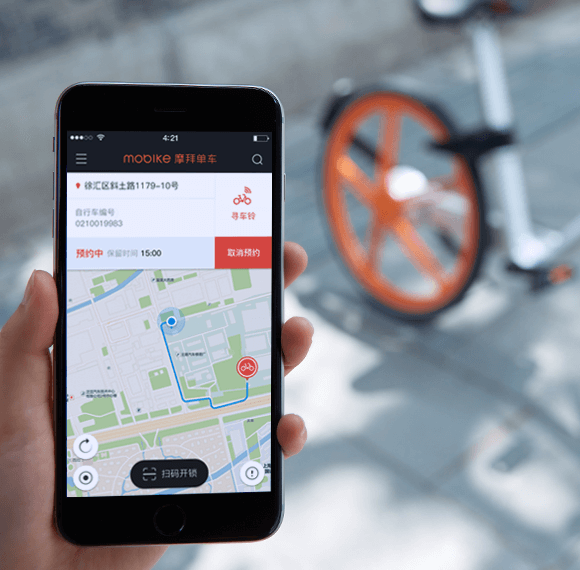 4:21
mobike 摩拜单车
徐汇区斜土路1179-10号
自行车编号:
0210019983
寻车铃
预约中 保留时间 15:00
取消预约
扫码开锁